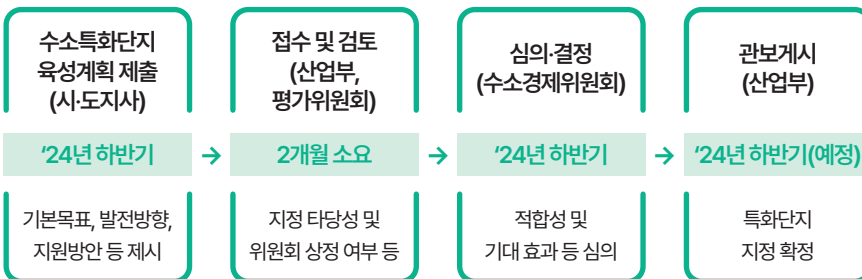 수소특화단지
육성계획 제출
(시·도지사)
‘24년 하반기
기본목표, 발전방향,
지원방안 등 제시
→
접수 및 검토
(산업부,
평가위원회)
2개월 소요
지정 타당성 및
위원회 상정 여부 등
→
심의·결정
(수소경제위원회)
‘24년 하반기
적합성 및
기대 효과 등 심의
→
관보게시
(산업부)
‘24년 하반기(예정)
특화단지
지정 확정